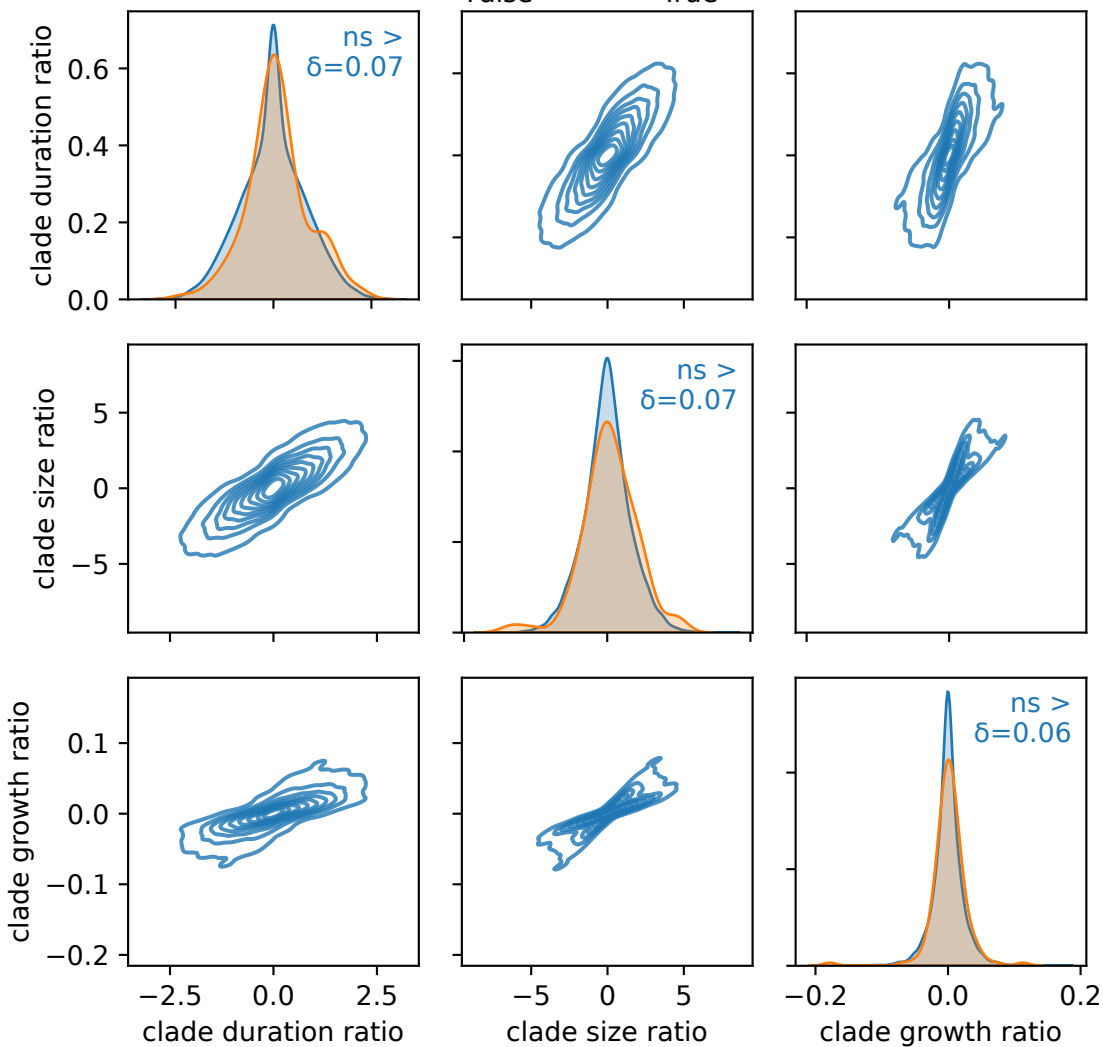 False True
clade duration ratio
0.6
0.4
0.2
0.0
ns >
δ=0.07
clade size ratio
5
0
−5
ns >
δ=0.07
clade growth ratio
0.1
0.0
−0.1
−0.2
ns >
δ=0.06
−2.5 0.0 2.5
−5 0 5
−0.2 0.0 0.2
clade duration ratio
clade size ratio
clade growth ratio